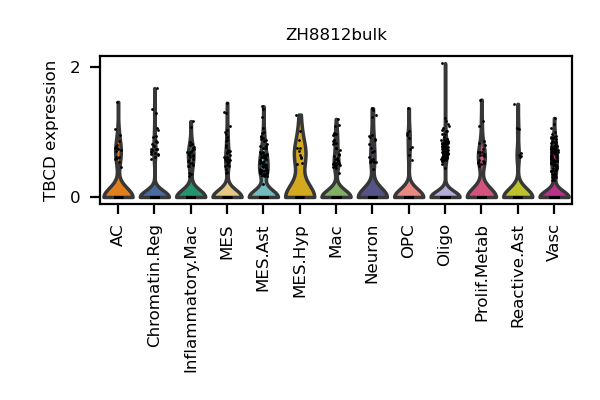 ZH8812bulk
TBCD expression
2
0
AC
Chromatin.Reg
Inflammatory.Mac
MES
MES.Ast
MES.Hyp
Mac
Neuron
OPC
Oligo
Prolif.Metab
Reactive.Ast
Vasc